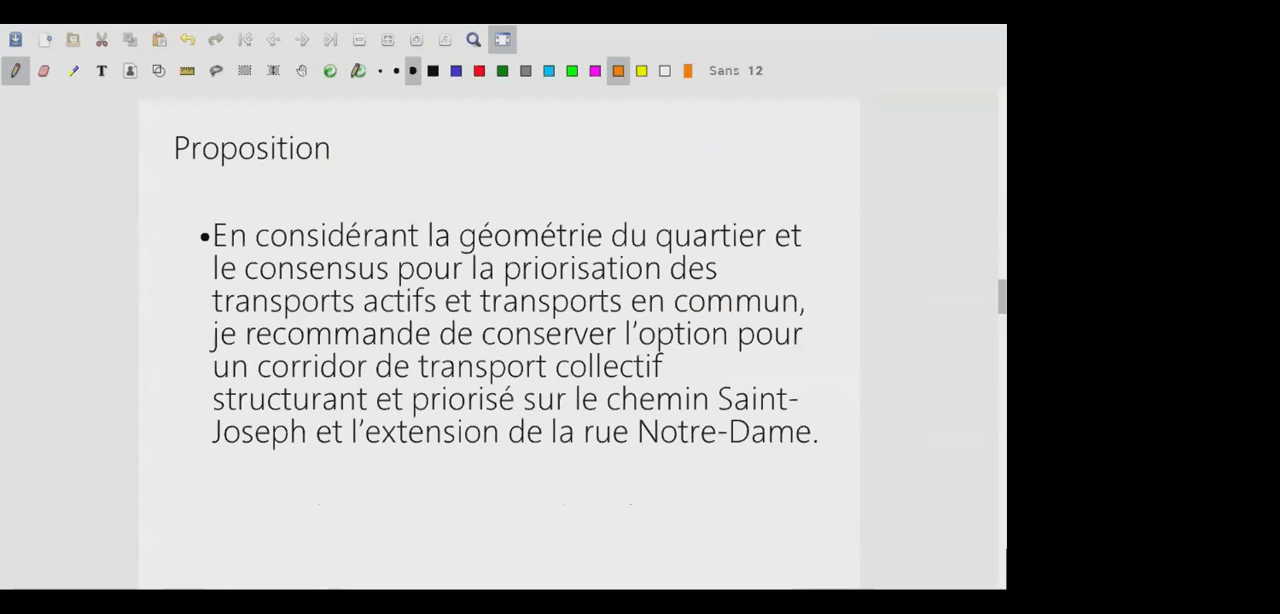 T
Sans 12
Proposition
•En considérant la géométrie du quartier et
le consensus pour la priorisation des
transports actifs et transports en commun,
je recommande de conserver l'option pour
un corridor de transport collectif
structurant et priorisé sur le chemin Saint-
Joseph et l'extension de la rue Notre-Dame.